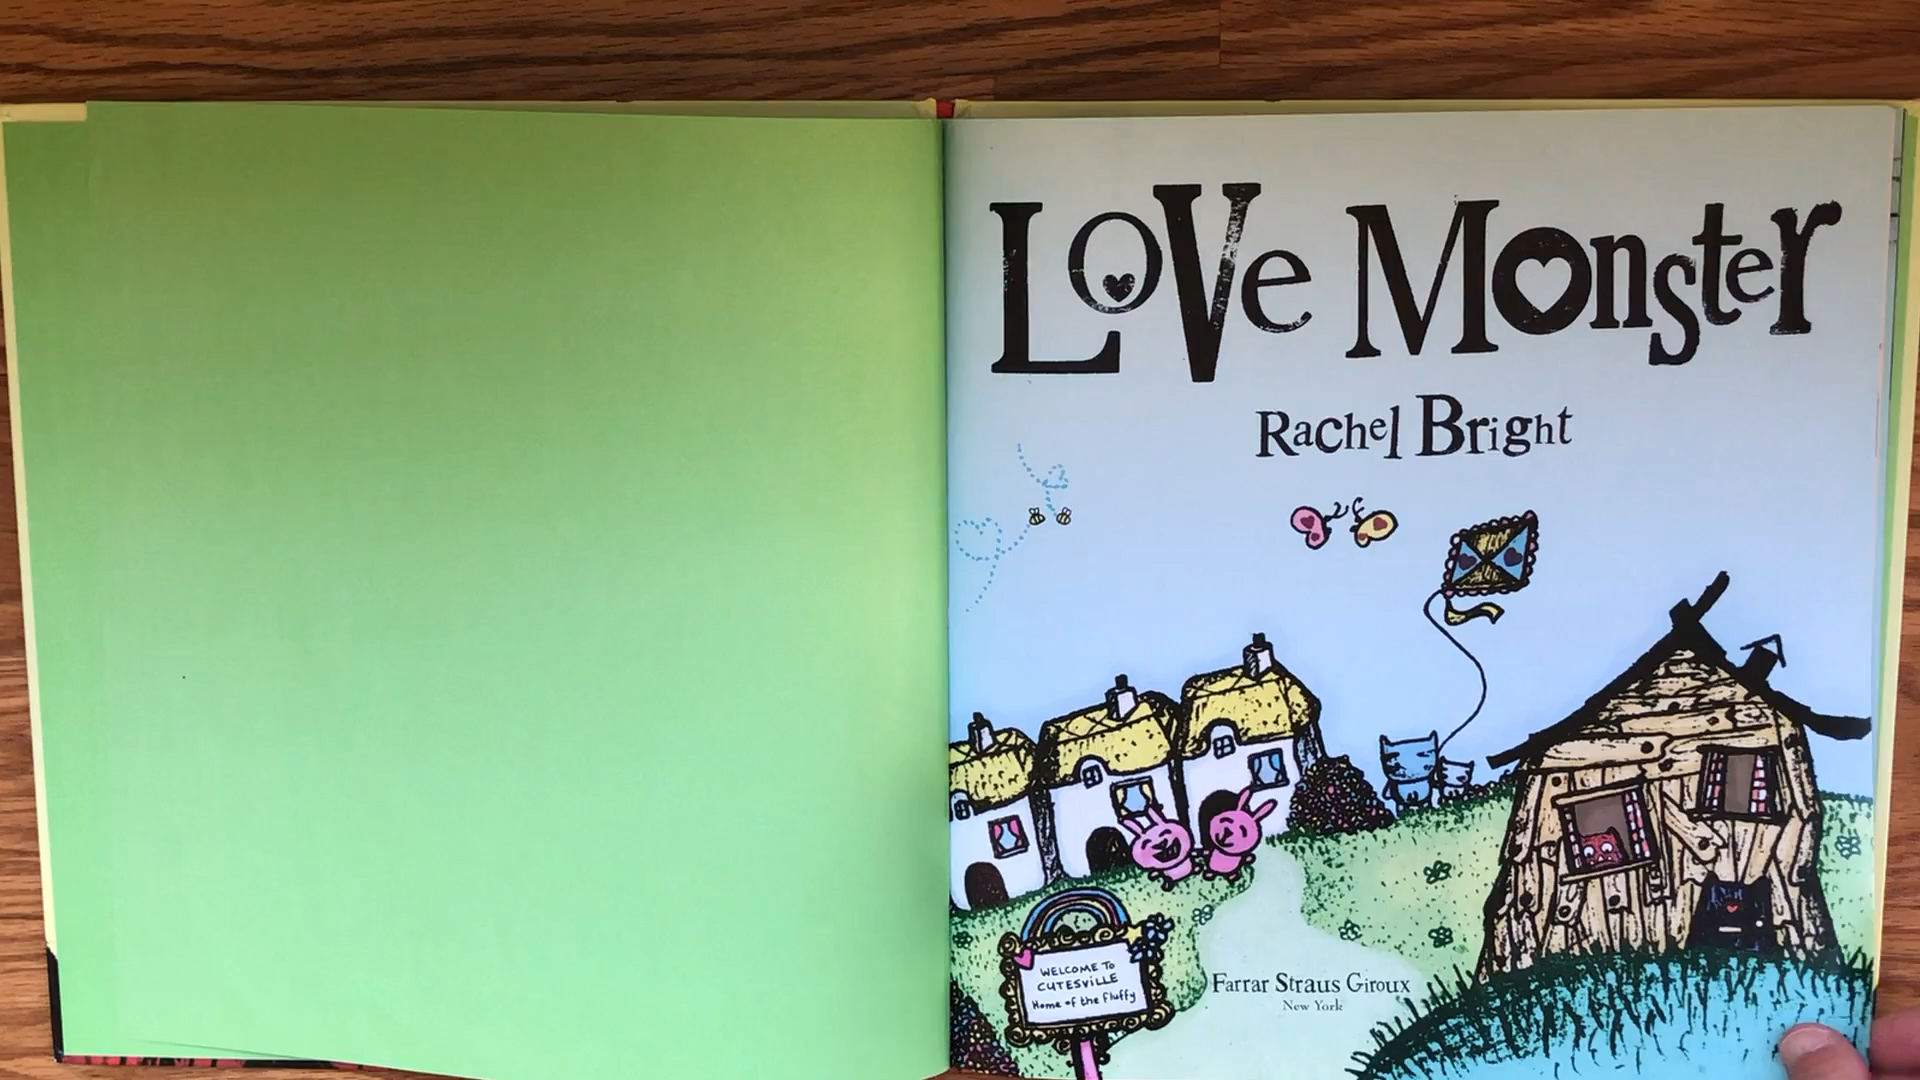 Love Monster
Rachel Bright
WELCOME TO
CUTESVILLE
Home of the fluffy
Farrar Straus Giroux
New York